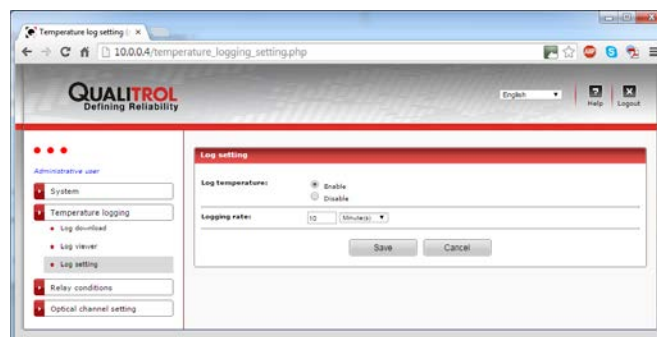 Temperature log setting |
10.0.0.4/temperature_logging_setting.php
QUALITROL
Defining Reliability
English
Help
Logout
Administrative user
System
Temperature logging
Log download
Log viewer
Log setting
Relay conditions
Optical channel setting
Log setting
Log temperature:
Enable
Disable
Logging rate:
10 Minute(s)
Save Cancel